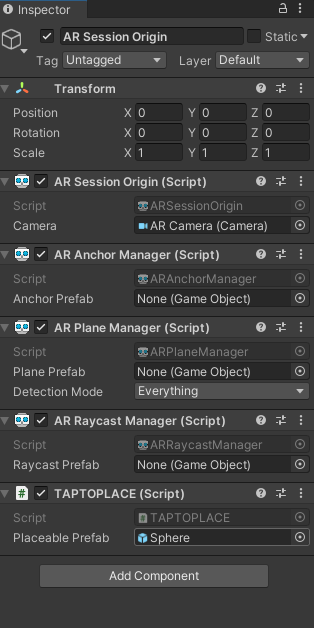 Inspector
AR Session Origin Static
Tag Untagged Layer Default
Transform
Position X 0 Y 0 Z 0
Rotation X 0 Y 0 Z 0
Scale X 1 Y 1 Z 1
AR Session Origin (Script)
Script ARSessionOrigin
Camera AR Camera (Camera)
AR Anchor Manager (Script)
Script ARAnchorManager
Anchor Prefab None (Game Object)
AR Plane Manager (Script)
Script ARPlaneManager
Plane Prefab None (Game Object)
Detection Mode Everything
AR Raycast Manager (Script)
Script ARRaycastManager
Raycast Prefab None (Game Object)
# TAPTOPLACE (Script)
Script # TAPTOPLACE
Placeable Prefab Sphere
Add Component